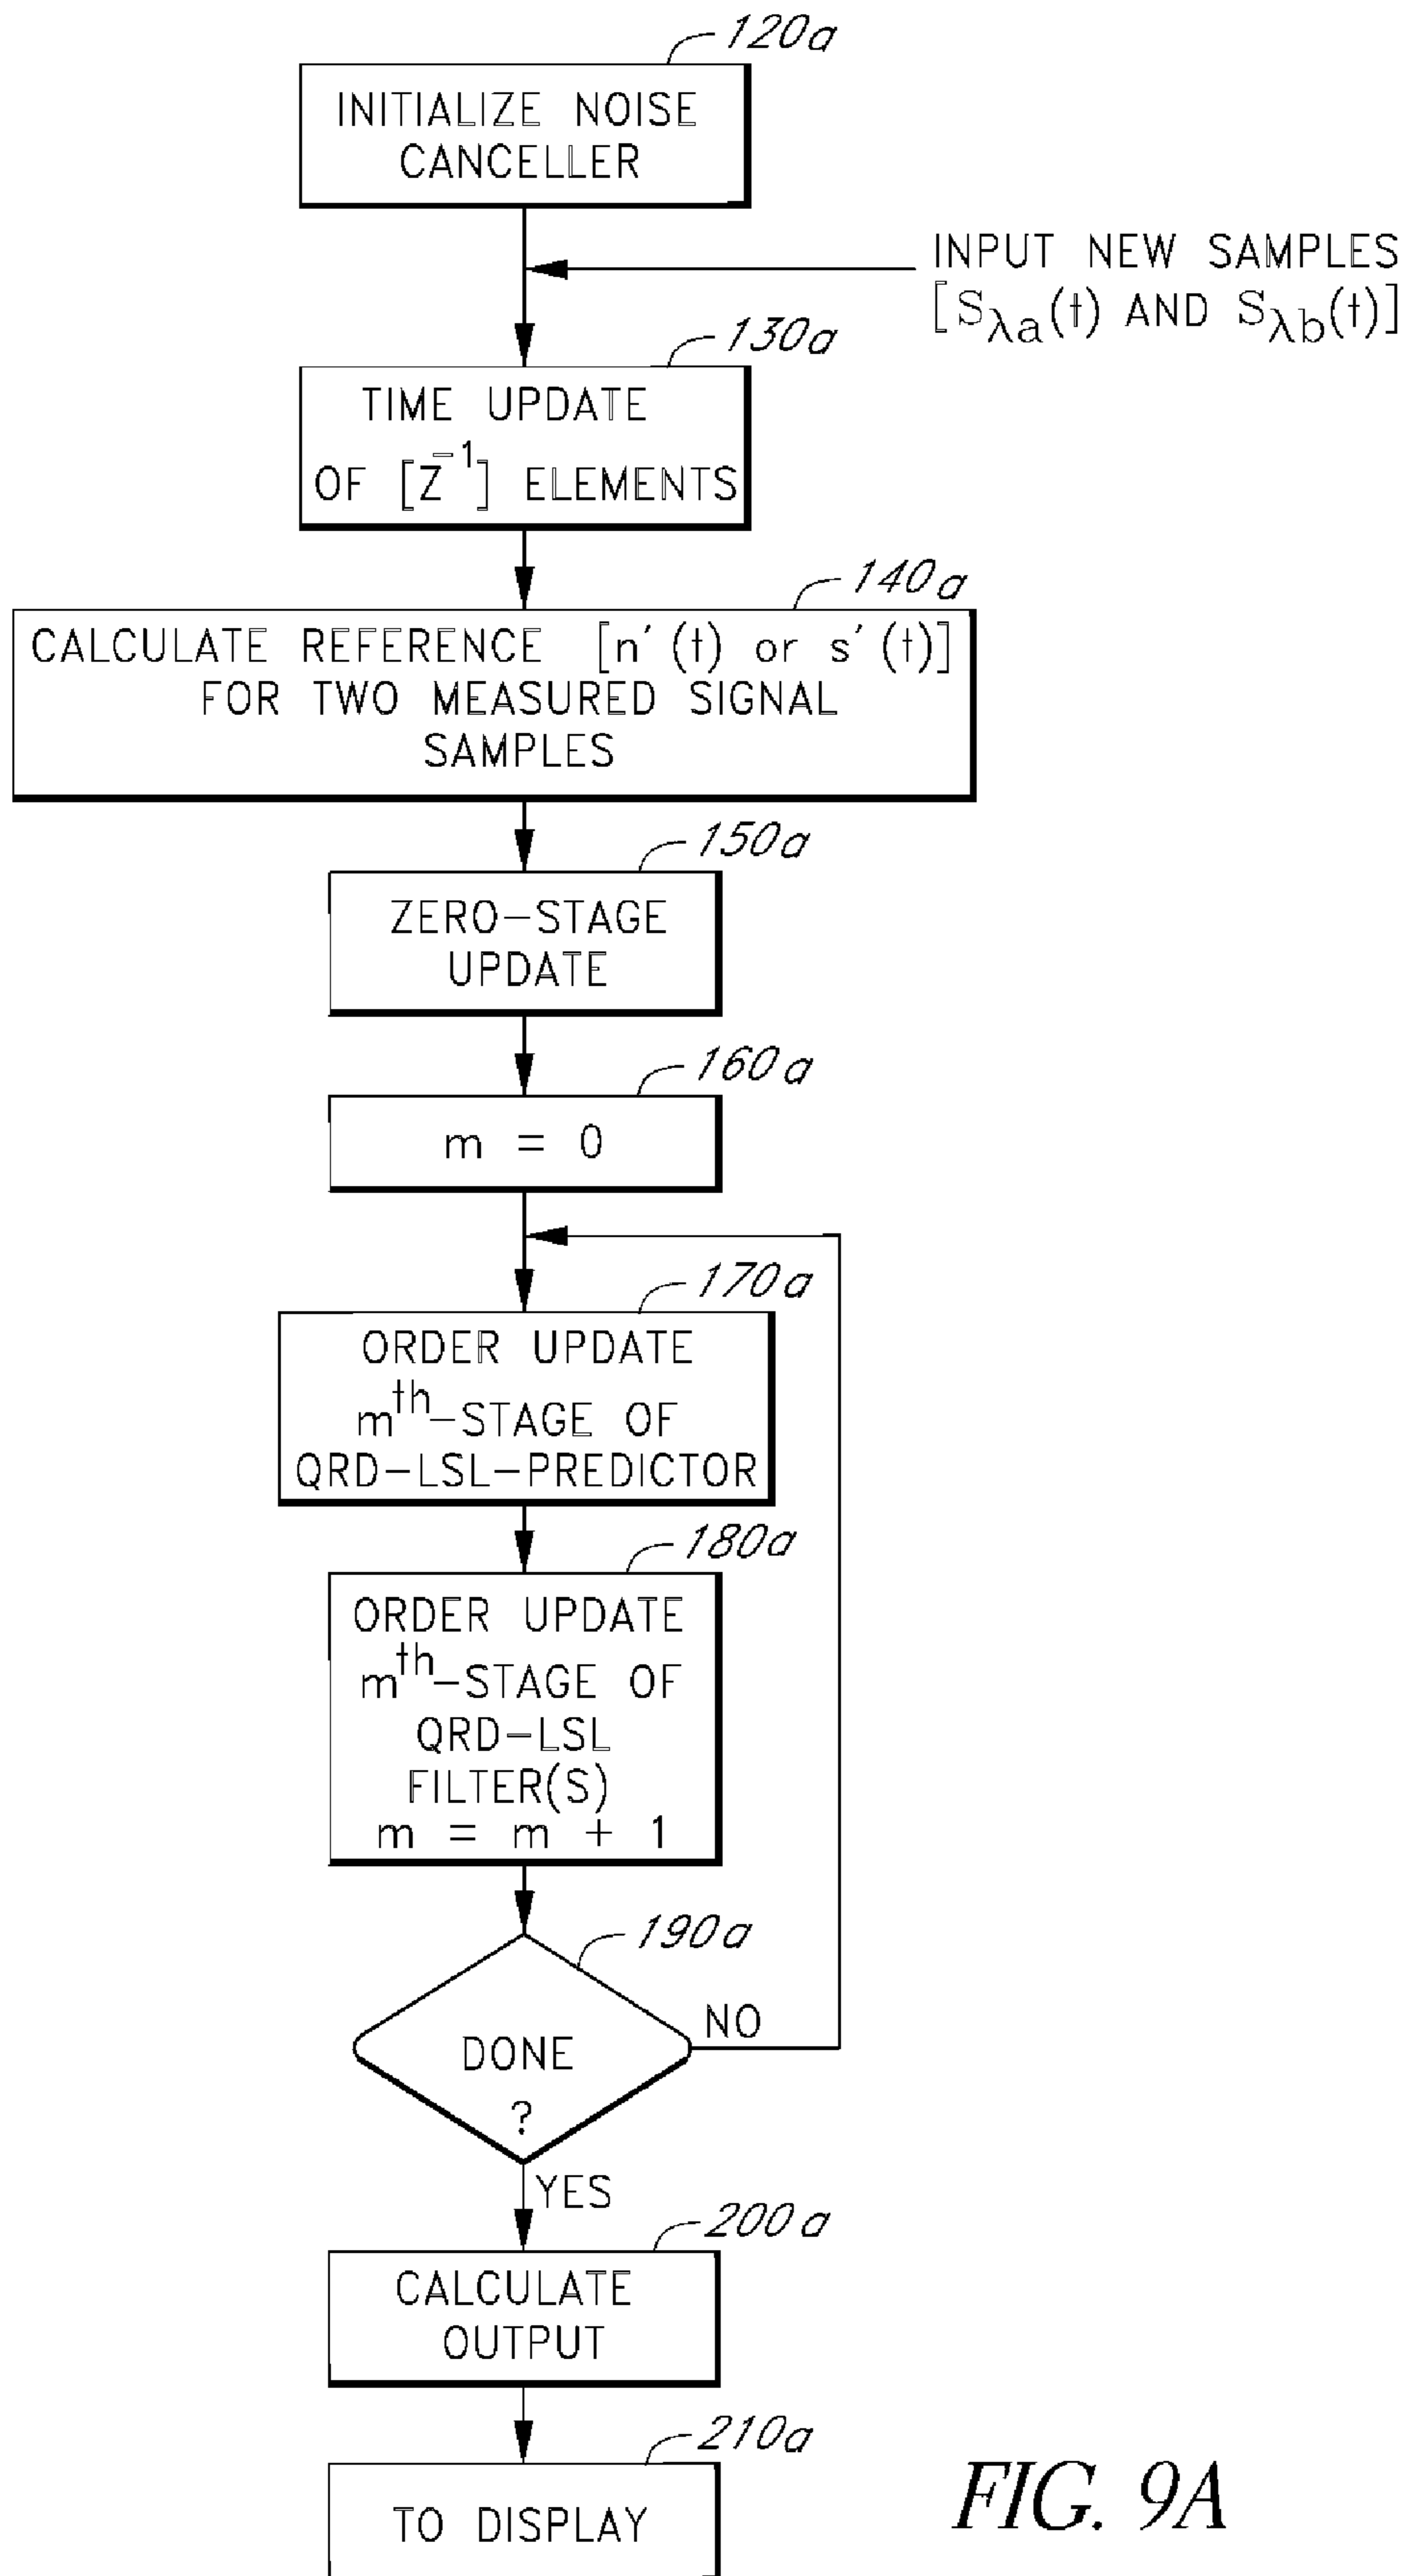 120a
INITIALIZE NOISE
CANCELLER
INPUT NEW SAMPLES
[S_λa(t) AND S_λb(t)]
130a
TIME UPDATE
OF [Z^-1] ELEMENTS
140a
CALCULATE REFERENCE [n'(t) or s'(t)]
FOR TWO MEASURED SIGNAL
SAMPLES
150a
ZERO-STAGE
UPDATE
160a
m = 0
170a
ORDER UPDATE
m^th-STAGE OF
QRD-LSL-PREDICTOR
180a
ORDER UPDATE
m^th-STAGE OF
QRD-LSL
FILTER(S)
m = m + 1
190a
DONE
?
NO
YES
200a
CALCULATE
OUTPUT
210a
TO DISPLAY
FIG. 9A